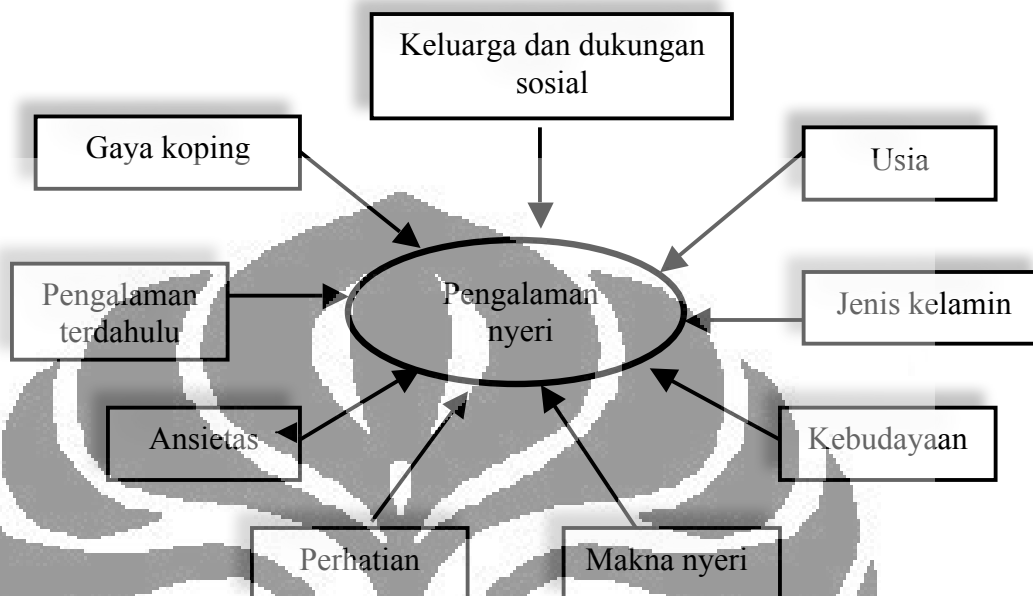 Keluarga dan dukungan
sosial
Gaya koping
Usia
Pengalaman
terdahulu
Pengalaman
nyeri
Jenis kelamin
Ansietas
Kebudayaan
Perhatian
Makna nyeri